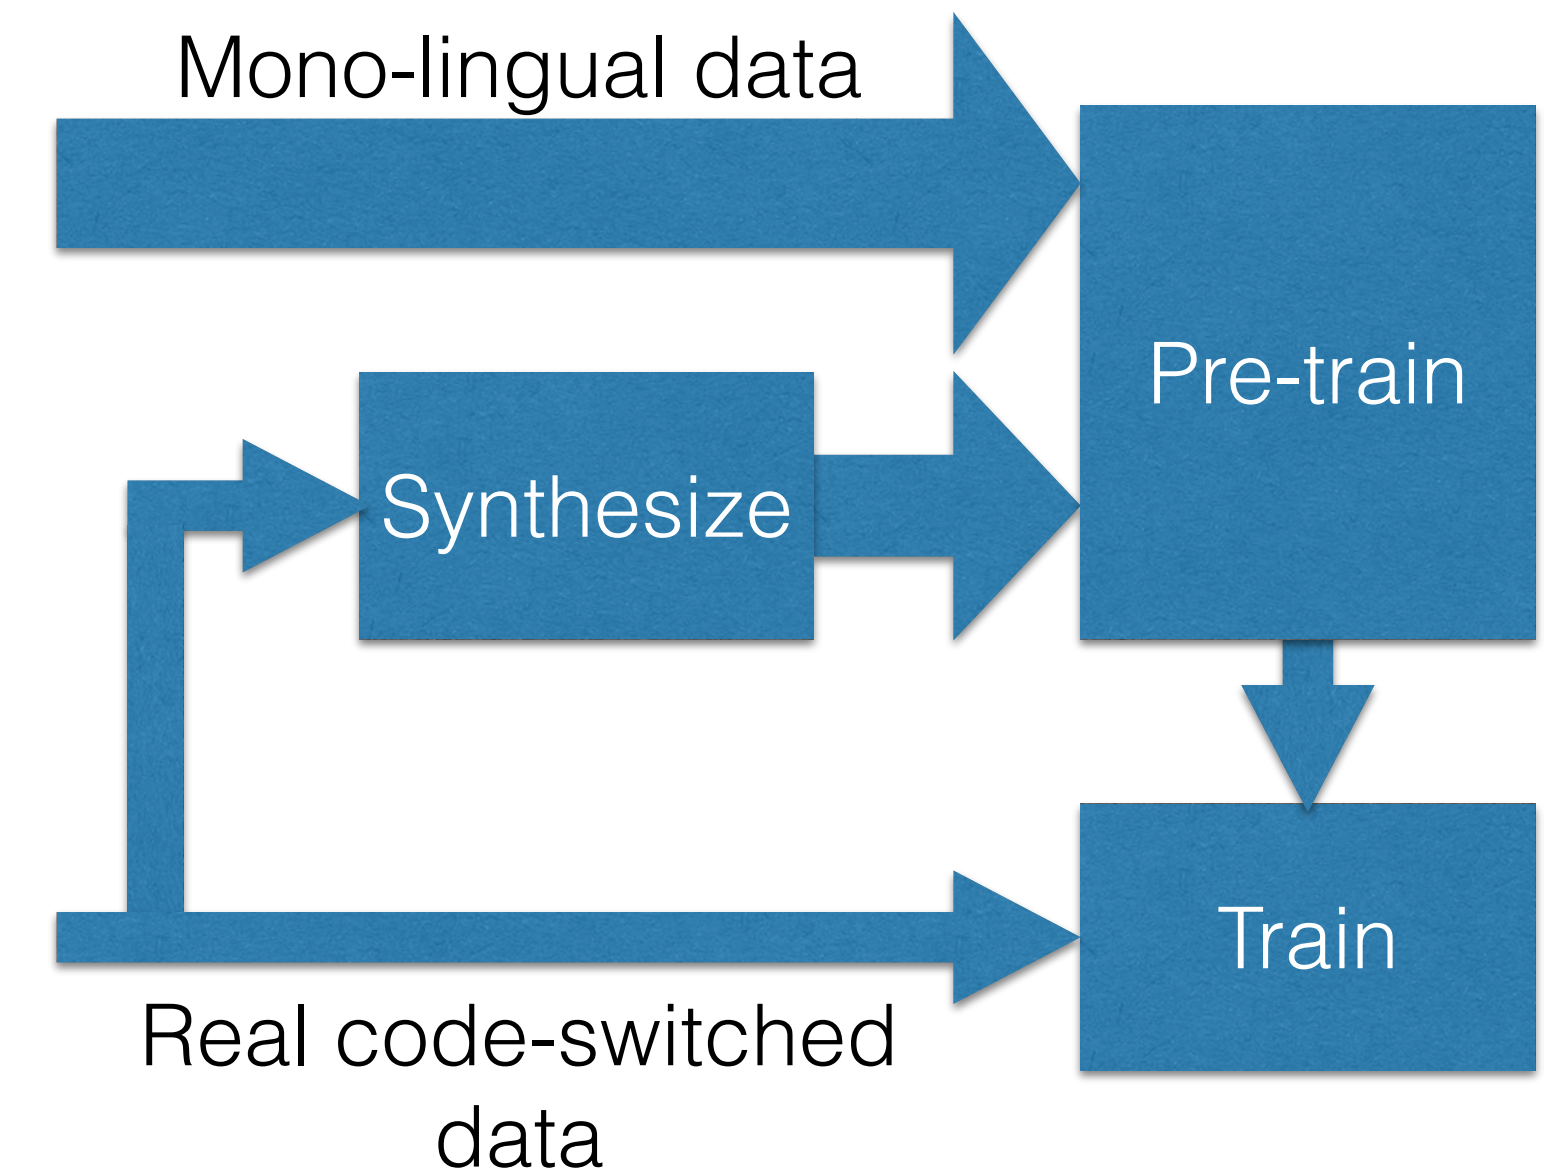 Mono-lingual data
Pre-train
Synthesize
Train
Real code-switched
data